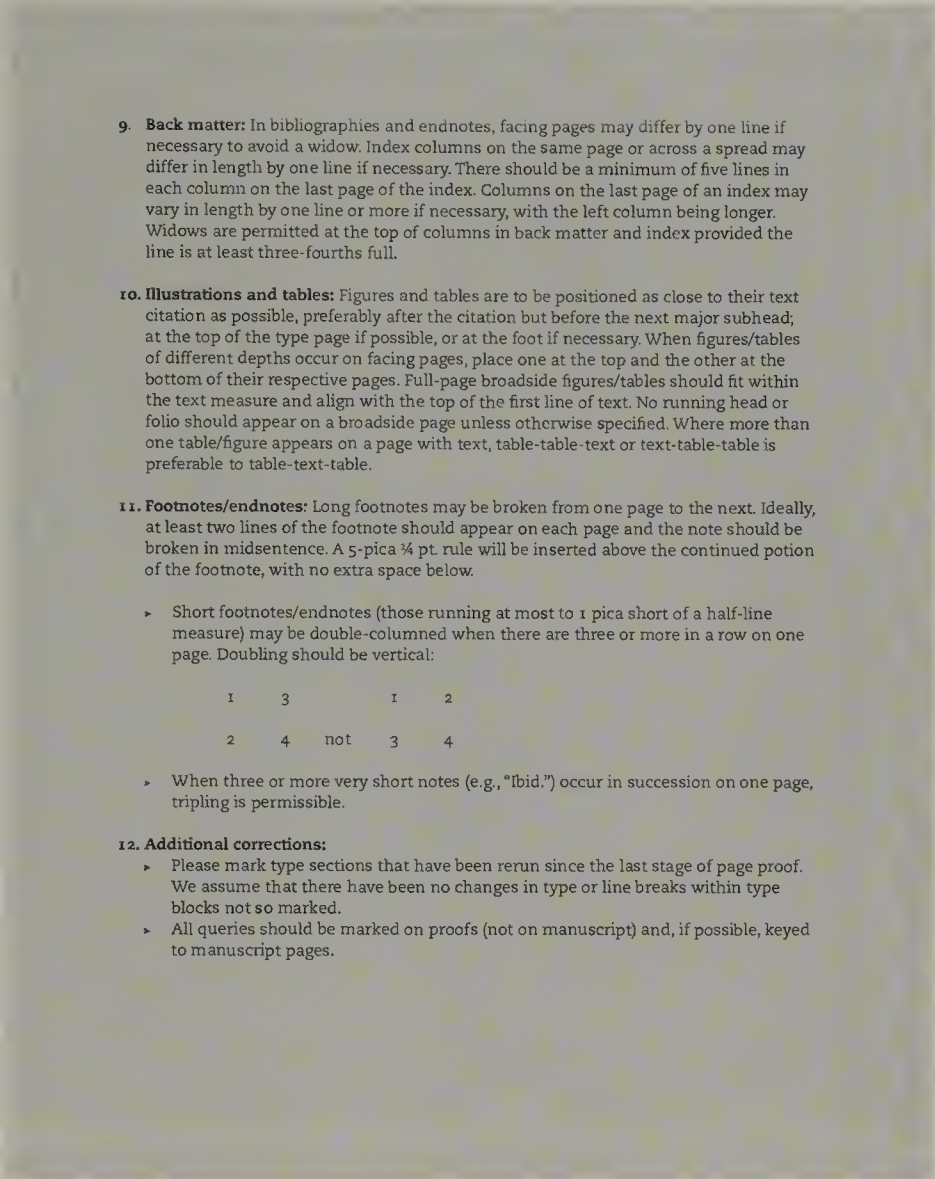 9. Back matter: In bibliographies and endnotes, facing pages may differ by one line if
necessary to avoid a widow. Index columns on the same page or across a spread may
differ in length by one line if necessary. There should be a minimum of five lines in
each column on the last page of the index. Columns on the last page of an index may
vary in length by one line or more if necessary, with the left column being longer.
Widows are permitted at the top of columns in back matter and index provided the
line is at least three-fourths full.
10. Illustrations and tables: Figures and tables are to be positioned as close to their text
citation as possible, preferably after the citation but before the next major subhead;
at the top of the type page if possible, or at the foot if necessary. When figures/tables
of different depths occur on facing pages, place one at the top and the other at the
bottom of their respective pages. Full-page broadside figures/tables should fit within
the text measure and align with the top of the first line of text. No running head or
folio should appear on a broadside page unless otherwise specified. Where more than
one table/figure appears on a page with text, table-table-text or text-table-table is
preferable to table-text-table.
11. Footnotes/endnotes: Long footnotes may be broken from one page to the next. Ideally,
at least two lines of the footnote should appear on each page and the note should be
broken in midsentence. A 5-pica ¾ pt. rule will be inserted above the continued potion
of the footnote, with no extra space below.
► Short footnotes/endnotes (those running at most to 1 pica short of a half-line
measure) may be double-columned when there are three or more in a row on one
page. Doubling should be vertical:
1 3 1 2
2 4 not 3 4
► When three or more very short notes (e.g., "Ibid.") occur in succession on one page,
tripling is permissible.
12. Additional corrections:
► Please mark type sections that have been rerun since the last stage of page proof.
We assume that there have been no changes in type or line breaks within type
blocks not so marked.
► All queries should be marked on proofs (not on manuscript) and, if possible, keyed
to manuscript pages.